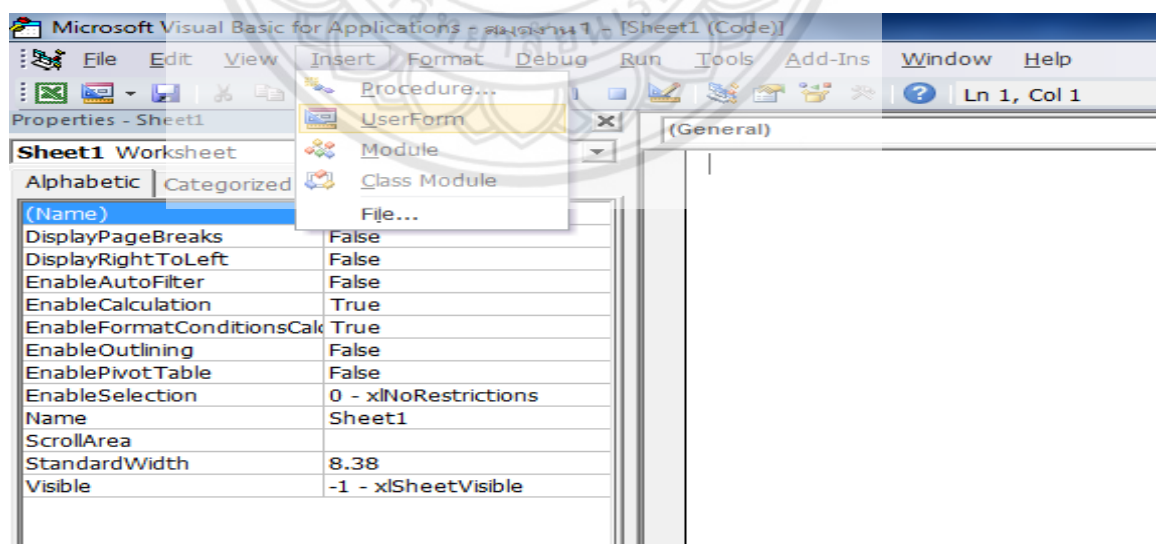 Microsoft Visual Basic for Applications - - [Sheet1 (Code)]
File Edit View Insert Format Debug Run Tools Add-Ins Window Help
Ln 1, Col 1
Procedure...
UserForm
Module
Class Module
File...
Properties - Sheet1
Sheet1 Worksheet
Alphabetic Categorized
(Name)
DisplayPageBreaks False
DisplayRightToLeft False
EnableAutoFilter False
EnableCalculation True
EnableFormatConditionsCalc True
EnableOutlining False
EnablePivotTable False
EnableSelection 0 - xlNoRestrictions
Name Sheet1
ScrollArea
StandardWidth 8.38
Visible -1 - xlSheetVisible
(General)